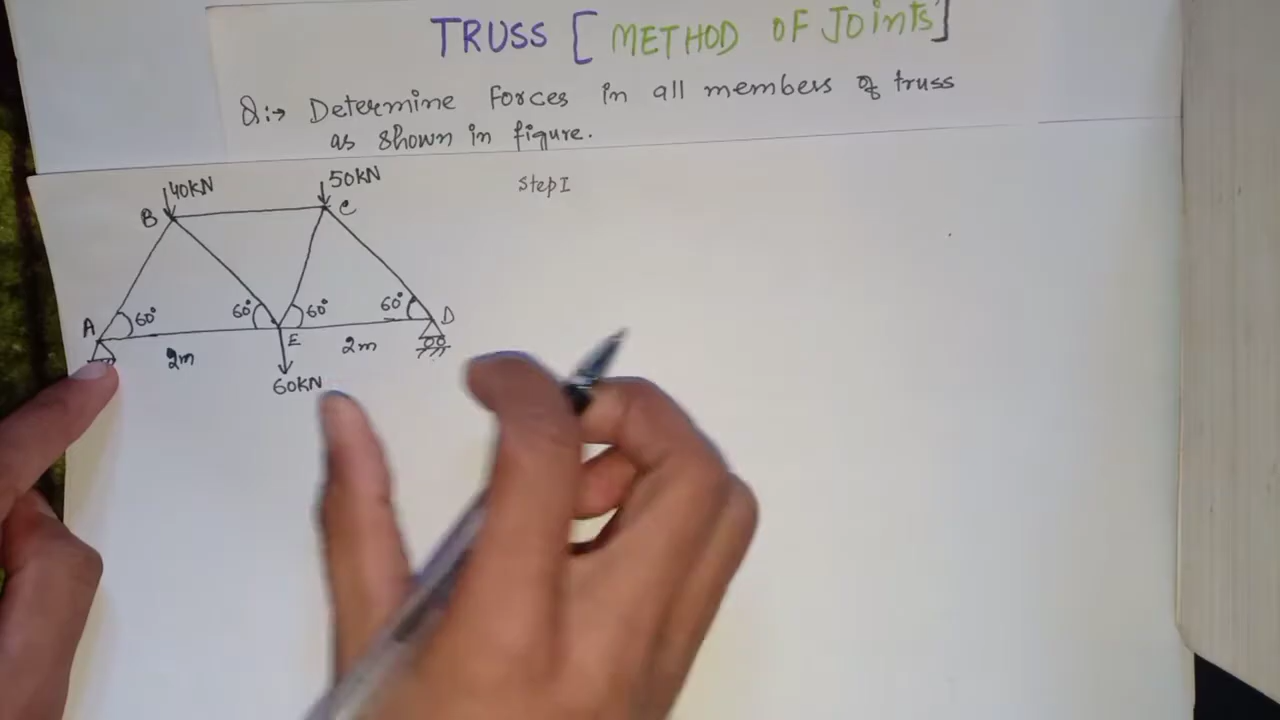 TRUSS [ METHOD OF JOintS ]
Q:→ Determine Forces in all members of truss
as shown in figure.
Step I
40KN
50KN
B
C
A
60°
60°
60°
60°
D
E
2m
2m
60KN